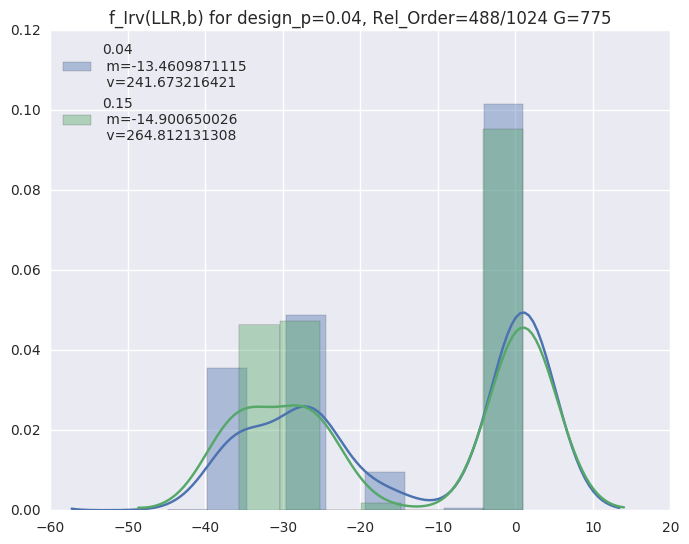 f_Irv(LLR,b) for design_p=0.04, Rel_Order=488/1024 G=775
0.12
0.10
0.08
0.06
0.04
0.02
0.00
0.04
m=-13.4609871115
v=241.673216421
0.15
m=-14.900650026
v=264.812131308
−60 −50 −40 −30 −20 −10 0 10 20